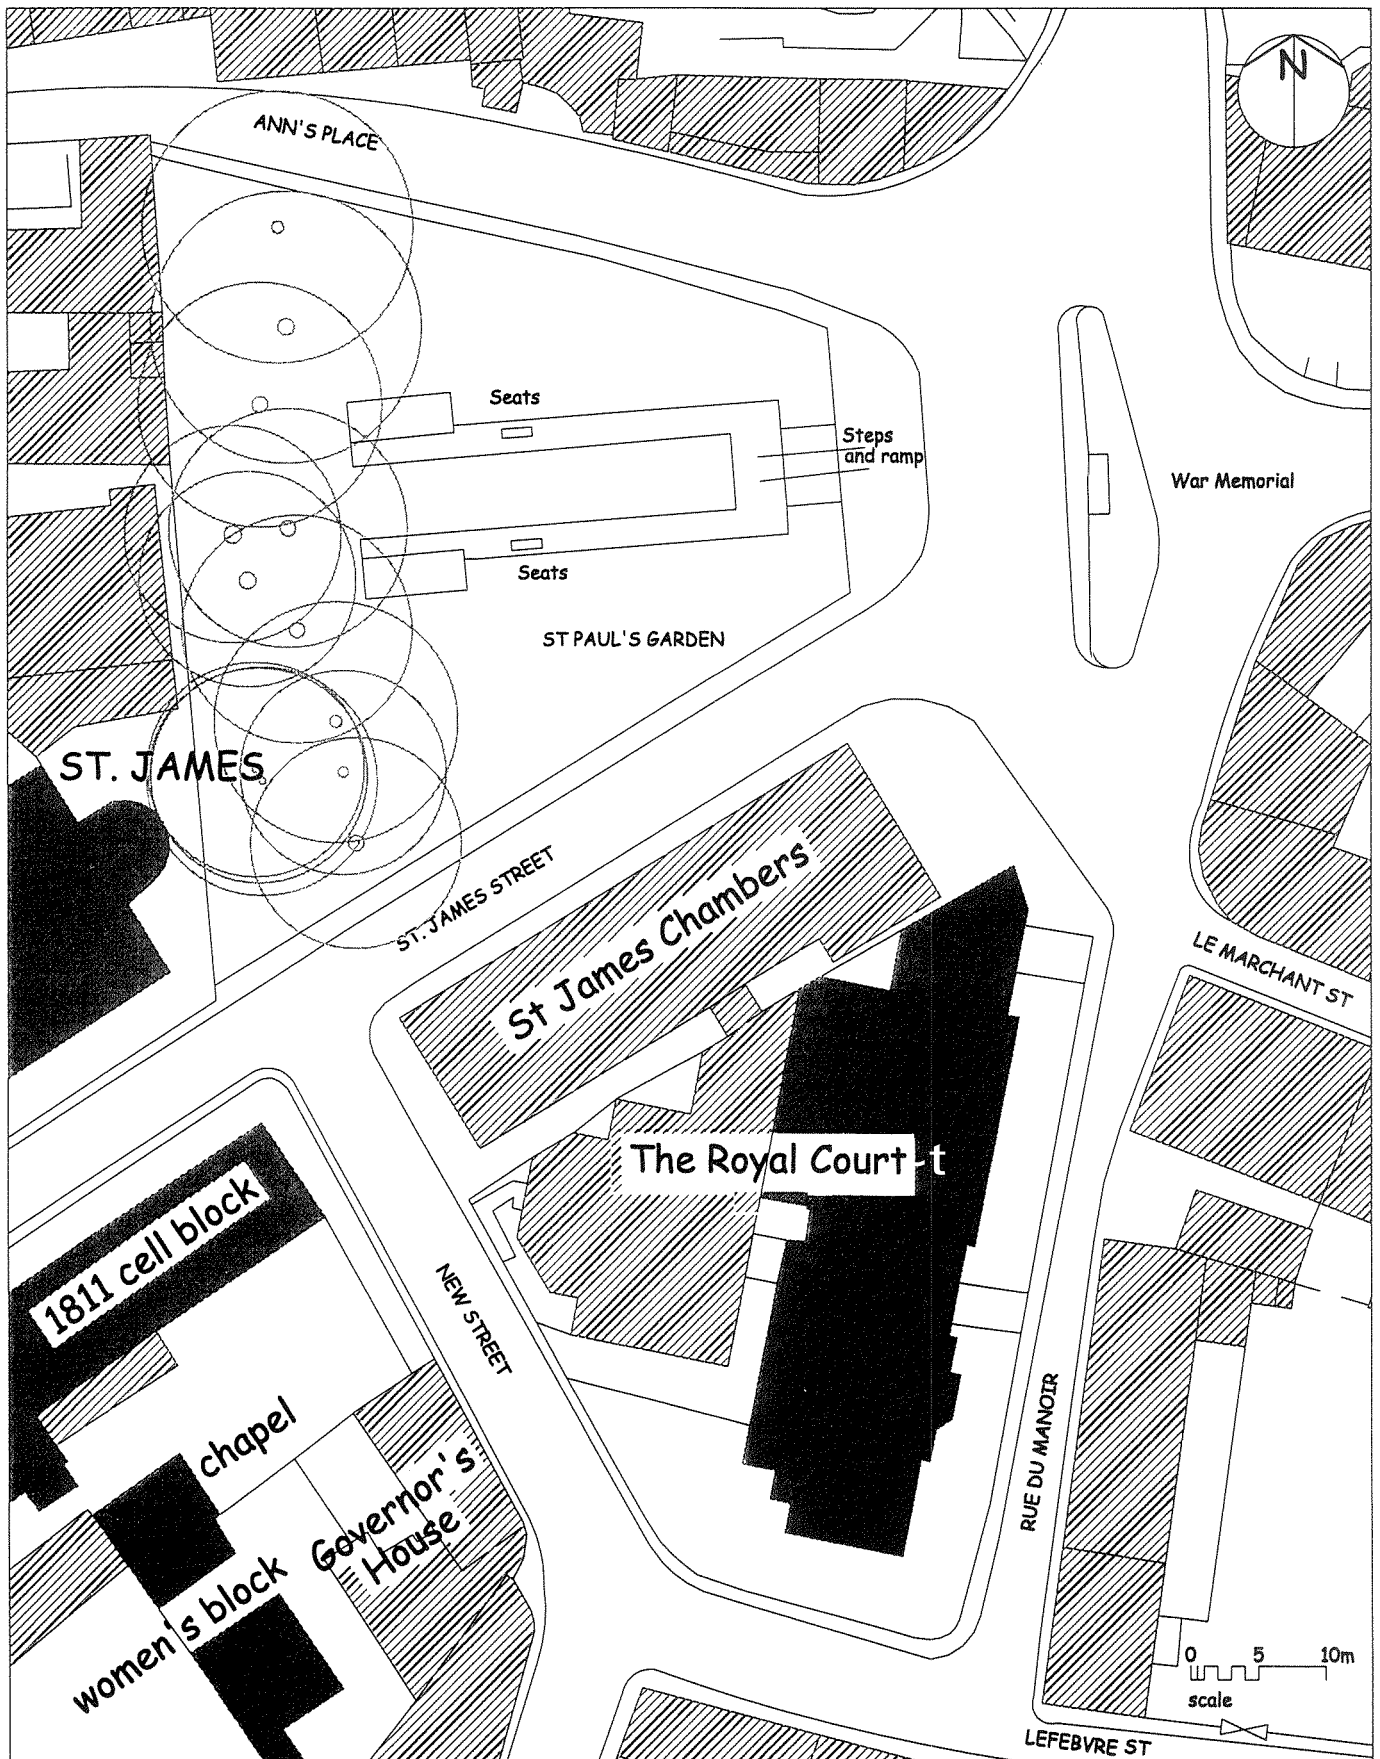 N
ANN'S PLACE
Seats
Steps
and ramp
War Memorial
Seats
ST PAUL'S GARDEN
ST. JAMES
ST. JAMES STREET
St James Chambers
LE MARCHANT ST
The Royal Court-t
1811 cell block
NEW STREET
chapel
Governor's
House
RUE DU MANOIR
women's block
0 5 10m
scale
LEFEBVRE ST